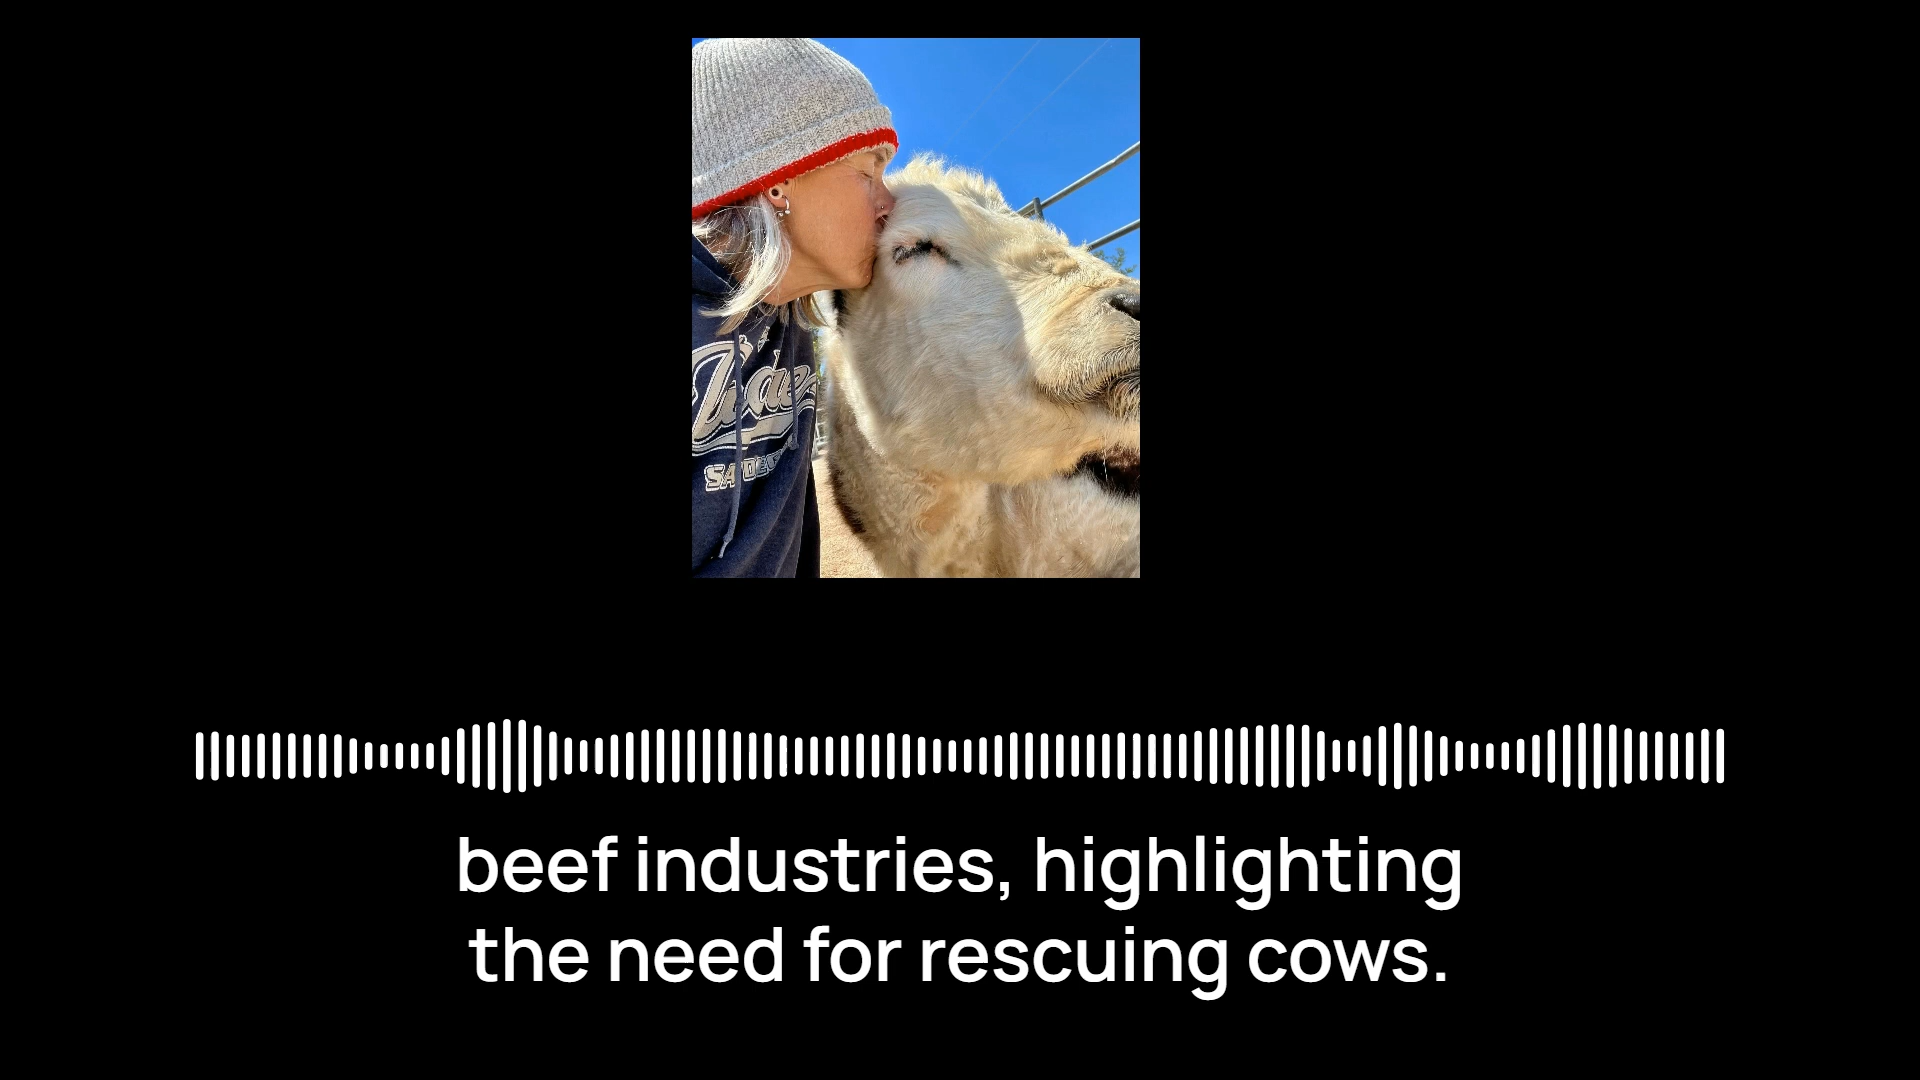 beef industries, highlighting
the need for rescuing cows.